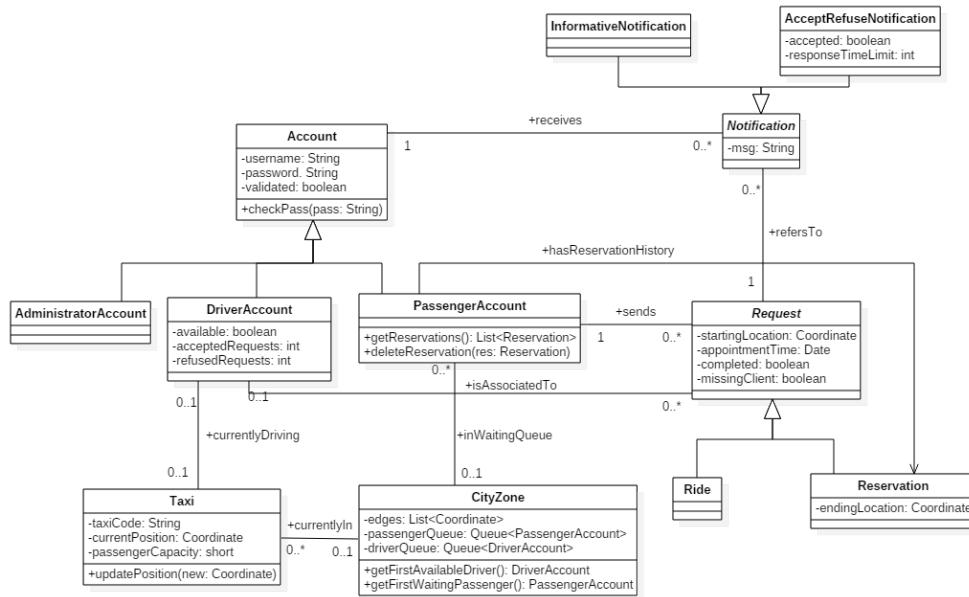 InformativeNotification
AcceptRefuseNotification
-accepted: boolean
-responseTimeLimit: int
Account
-username: String
-password. String
-validated: boolean
+checkPass(pass: String)
+receives
1
0..*
Notification
-msg: String
0..*
+refersTo
1
+hasReservationHistory
AdministratorAccount
DriverAccount
-available: boolean
-acceptedRequests: int
-refusedRequests: int
PassengerAccount
+getReservations(): List<Reservation>
+deleteReservation(res: Reservation)
+sends
1
0..*
Request
-startingLocation: Coordinate
-appointmentTime: Date
-completed: boolean
-missingClient: boolean
0..*
+isAssociatedTo
0..1
0..1
0..*
+currentlyDriving
+inWaitingQueue
0..1
0..1
Taxi
-taxiCode: String
-currentPosition: Coordinate
-passengerCapacity: short
+updatePosition(new: Coordinate)
+currentlyIn
0..*
0..1
CityZone
-edges: List<Coordinate>
-passengerQueue: Queue<PassengerAccount>
-driverQueue: Queue<DriverAccount>
+getFirstAvailableDriver(): DriverAccount
+getFirstWaitingPassenger(): PassengerAccount
Ride
Reservation
-endingLocation: Coordinate